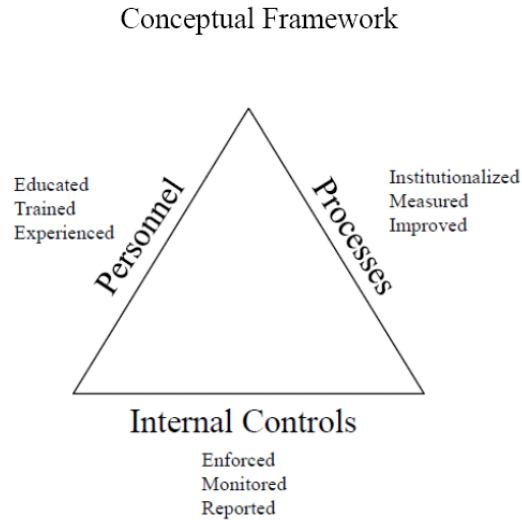 Conceptual Framework
Educated
Trained
Experienced
Personnel
Processes
Institutionalized
Measured
Improved
Internal Controls
Enforced
Monitored
Reported